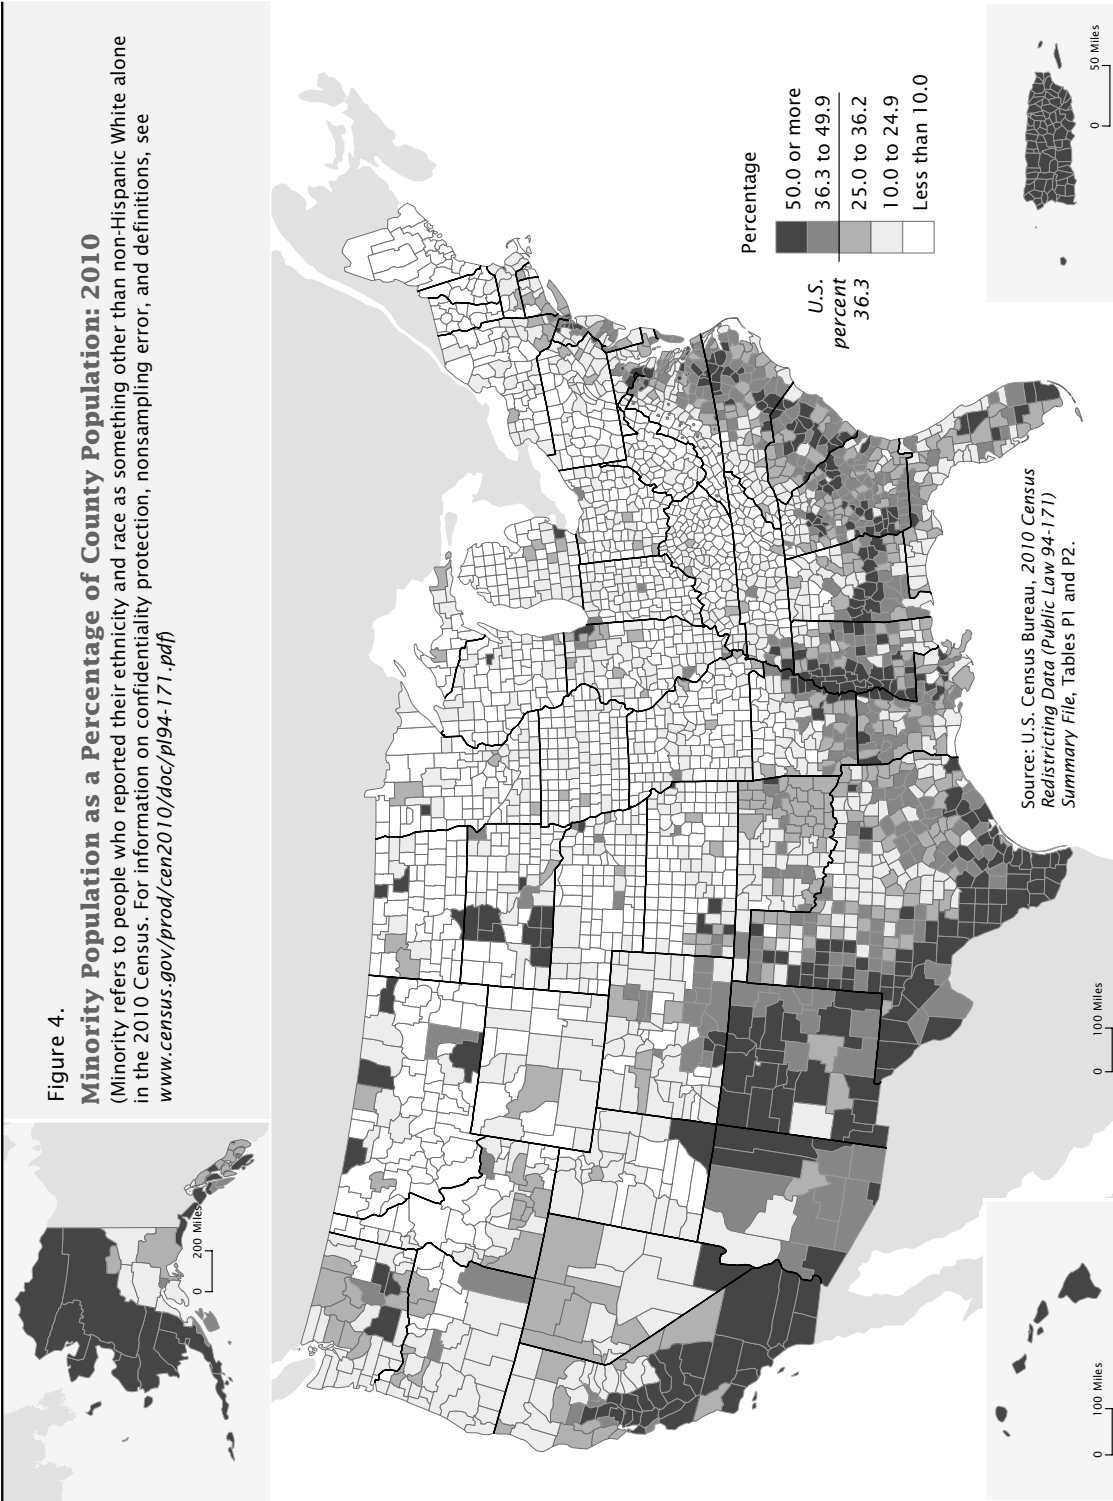 Figure 4.
Minority Population as a Percentage of County Population: 2010
(Minority refers to people who reported their ethnicity and race as something other than non-Hispanic White alone
in the 2010 Census. For information on confidentiality protection, nonsampling error, and definitions, see
www.census.gov/prod/cen2010/doc/pl94-171.pdf)
Percentage
50.0 or more
36.3 to 49.9
25.0 to 36.2
10.0 to 24.9
Less than 10.0
U.S.
percent
36.3
Source: U.S. Census Bureau, 2010 Census
Redistricting Data (Public Law 94-171)
Summary File, Tables P1 and P2.
0 200 Miles
0 100 Miles
0 100 Miles
0 50 Miles